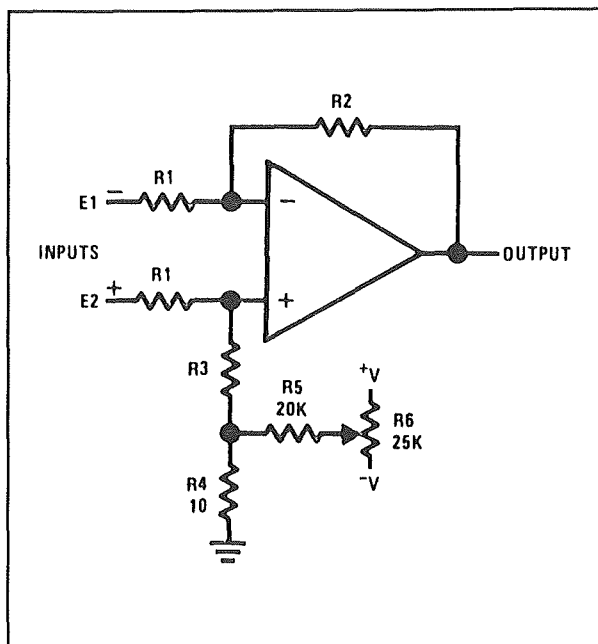 R2
R1
−
E1
−
INPUTS
OUTPUT
R1
+
E2
+
R3
R5
20K
+V
R6
25K
−V
R4
10